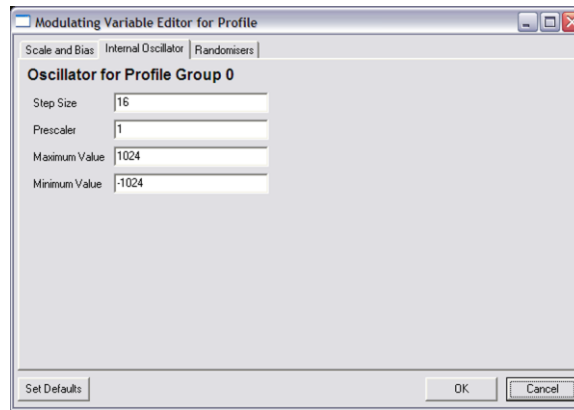 Modulating Variable Editor for Profile
Scale and Bias Internal Oscillator Randomisers
Oscillator for Profile Group 0
Step Size 16
Prescaler 1
Maximum Value 1024
Minimum Value -1024
Set Defaults OK Cancel